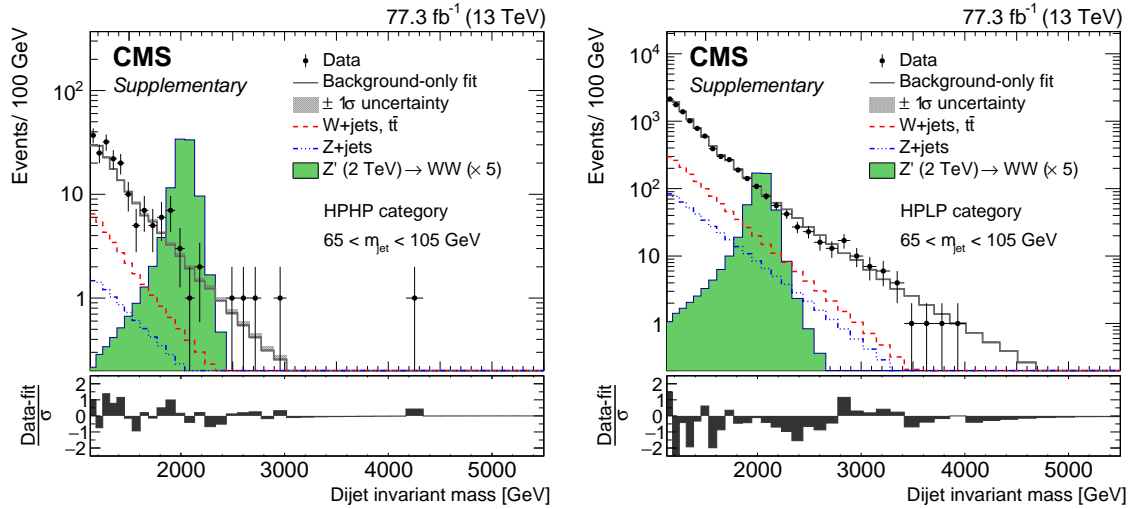 77.3 fb⁻¹ (13 TeV)
CMS
Supplementary
Data
Background-only fit
± 1σ uncertainty
W+jets, tt̄
Z+jets
Z' (2 TeV) → WW (× 5)
HPHP category
65 < m_jet < 105 GeV
Events/ 100 GeV
10²
10
1
Data-fit
σ
2
1
0
−1
−2
2000 3000 4000 5000
Dijet invariant mass [GeV]
77.3 fb⁻¹ (13 TeV)
CMS
Supplementary
Data
Background-only fit
± 1σ uncertainty
W+jets, tt̄
Z+jets
Z' (2 TeV) → WW (× 5)
HPLP category
65 < m_jet < 105 GeV
Events/ 100 GeV
10⁴
10³
10²
10
1
Data-fit
σ
2
1
0
−1
−2
2000 3000 4000 5000
Dijet invariant mass [GeV]